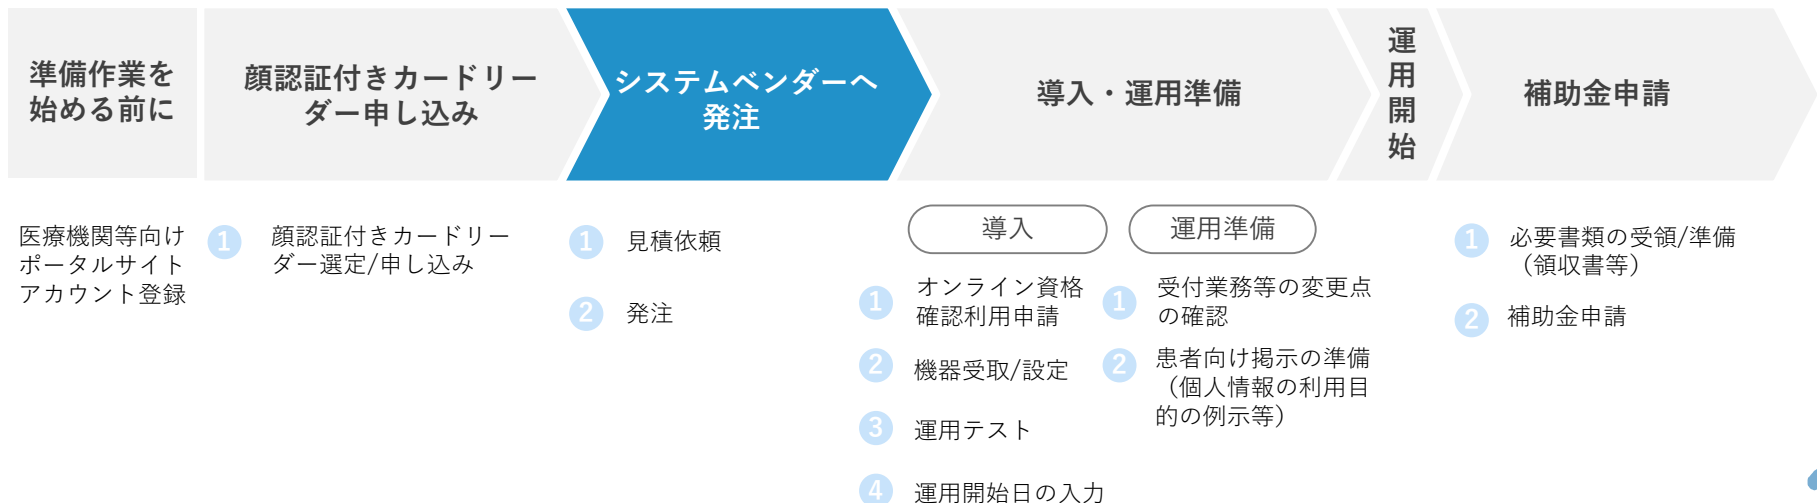 準備作業を
始める前に
顔認証付きカードリー
ダー申し込み
システムベンダーへ
発注
導入・運用準備
運用開始
補助金申請
医療機関等向け
ポータルサイト
アカウント登録
1 顔認証付きカードリー
ダー選定/申し込み
1 見積依頼
2 発注
導入
1 オンライン資格
確認利用申請
2 機器受取/設定
3 運用テスト
4 運用開始日の入力
運用準備
1 受付業務等の変更点
の確認
2 患者向け掲示の準備
（個人情報の利用目
的の例示等）
1 必要書類の受領/準備
（領収書等）
2 補助金申請